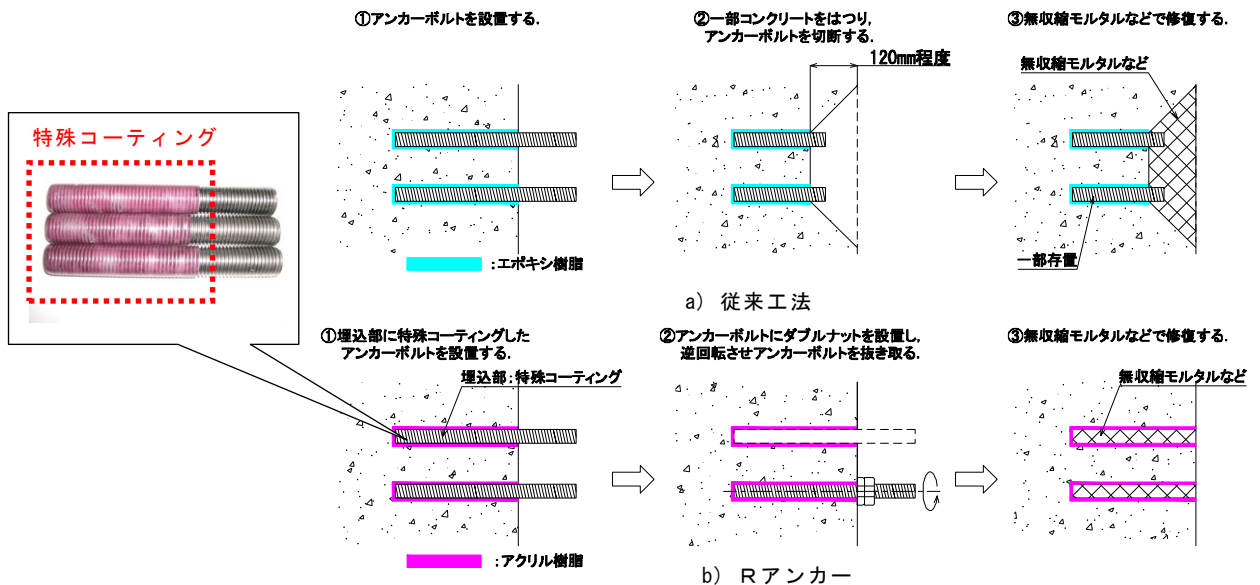 ①アンカーボルトを設置する.
②一部コンクリートをはつり,
アンカーボルトを切断する.
③無収縮モルタルなどで修復する.
120mm程度
無収縮モルタルなど
特殊コーティング
一部存置
:エポキシ樹脂
a) 従来工法
①埋込部に特殊コーティングした
アンカーボルトを設置する.
②アンカーボルトにダブルナットを設置し,
逆回転させアンカーボルトを抜き取る.
③無収縮モルタルなどで修復する.
埋込部:特殊コーティング
無収縮モルタルなど
:アクリル樹脂
b) Rアンカー